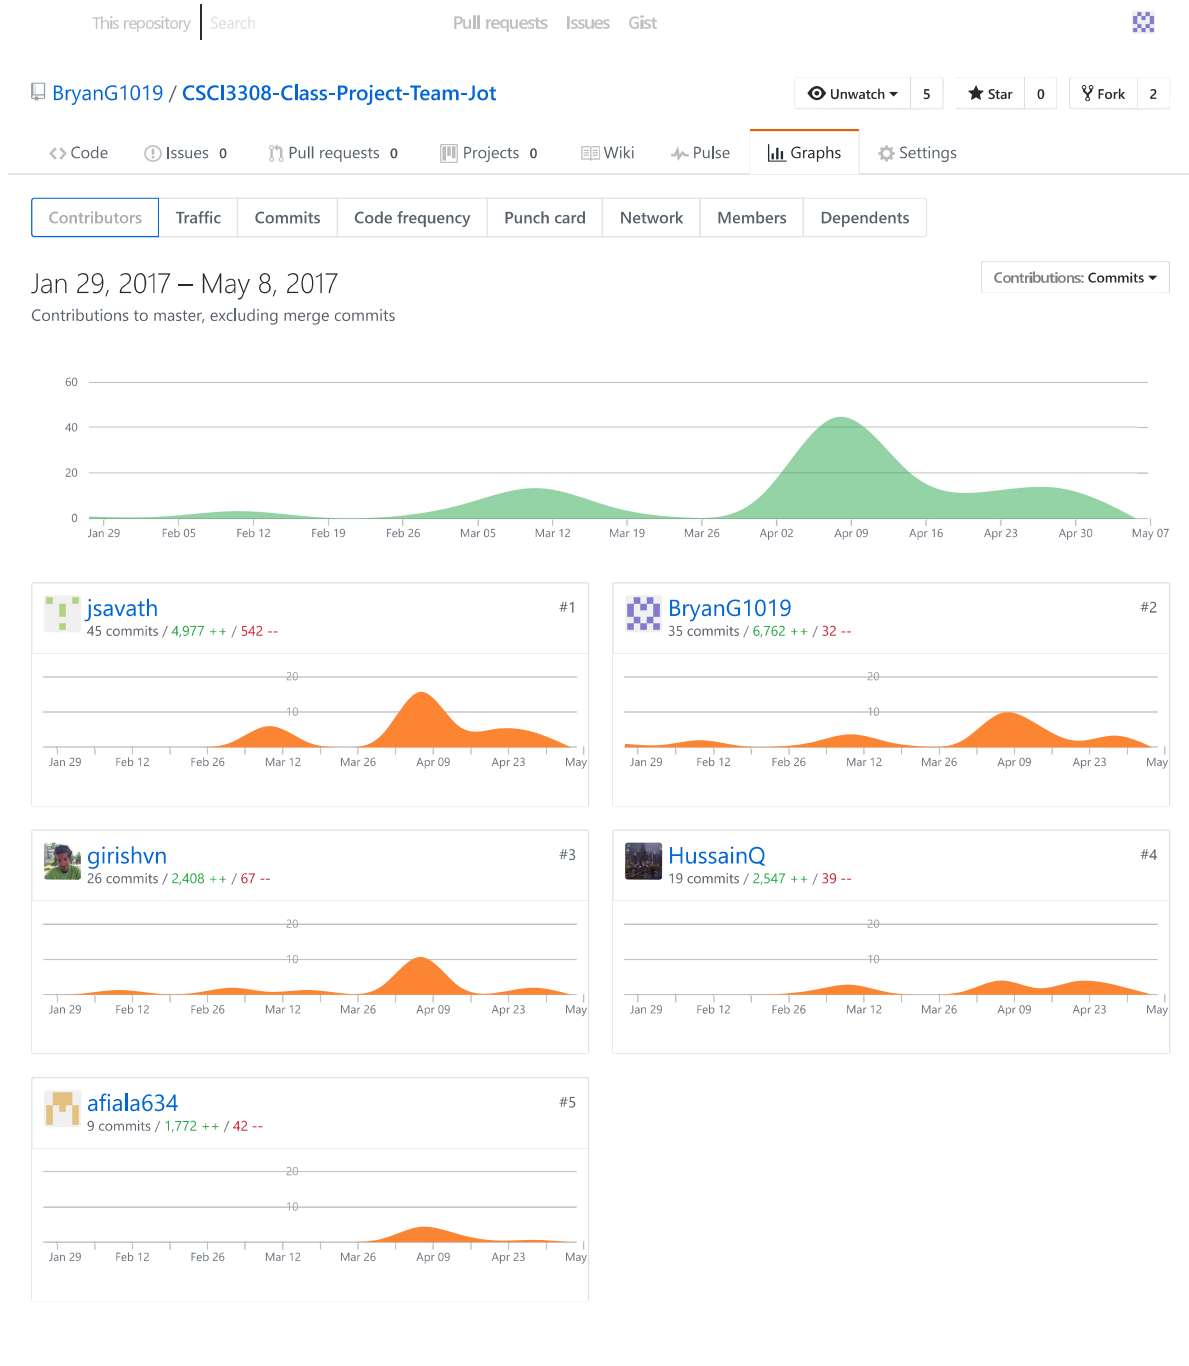 This repository Search Pull requests Issues Gist
BryanG1019 / CSCI3308-Class-Project-Team-Jot Unwatch 5 Star 0 Fork 2
Code Issues 0 Pull requests 0 Projects 0 Wiki Pulse Graphs Settings
Contributors Traffic Commits Code frequency Punch card Network Members Dependents
Jan 29, 2017 – May 8, 2017 Contributions: Commits
Contributions to master, excluding merge commits
60
40
20
0
Jan 29 Feb 05 Feb 12 Feb 19 Feb 26 Mar 05 Mar 12 Mar 19 Mar 26 Apr 02 Apr 09 Apr 16 Apr 23 Apr 30 May 07
jsavath #1
45 commits / 4,977 ++ / 542 --
20
10
Jan 29 Feb 12 Feb 26 Mar 12 Mar 26 Apr 09 Apr 23 May
BryanG1019 #2
35 commits / 6,762 ++ / 32 --
20
10
Jan 29 Feb 12 Feb 26 Mar 12 Mar 26 Apr 09 Apr 23 May
girishvn #3
26 commits / 2,408 ++ / 67 --
20
10
Jan 29 Feb 12 Feb 26 Mar 12 Mar 26 Apr 09 Apr 23 May
HussainQ #4
19 commits / 2,547 ++ / 39 --
20
10
Jan 29 Feb 12 Feb 26 Mar 12 Mar 26 Apr 09 Apr 23 May
afiala634 #5
9 commits / 1,772 ++ / 42 --
20
10
Jan 29 Feb 12 Feb 26 Mar 12 Mar 26 Apr 09 Apr 23 May